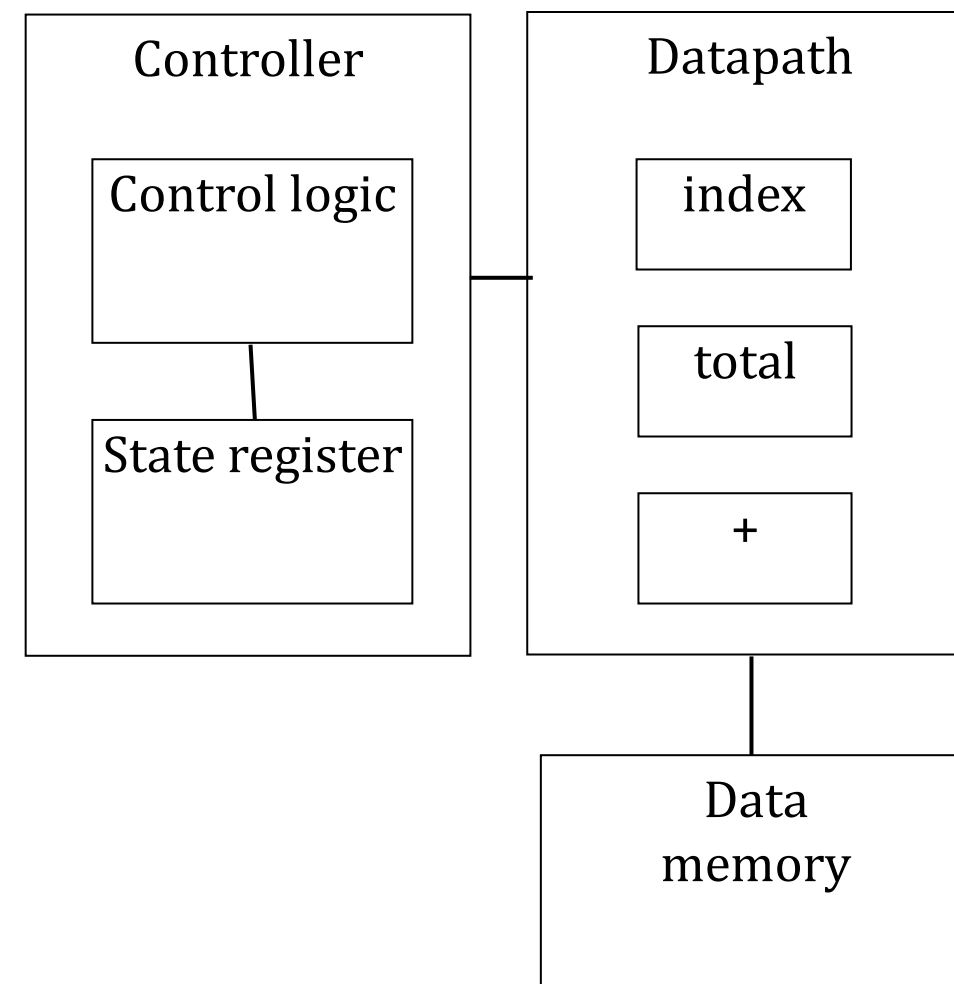 Controller
Control logic
State register
Datapath
index
total
+
Data
memory